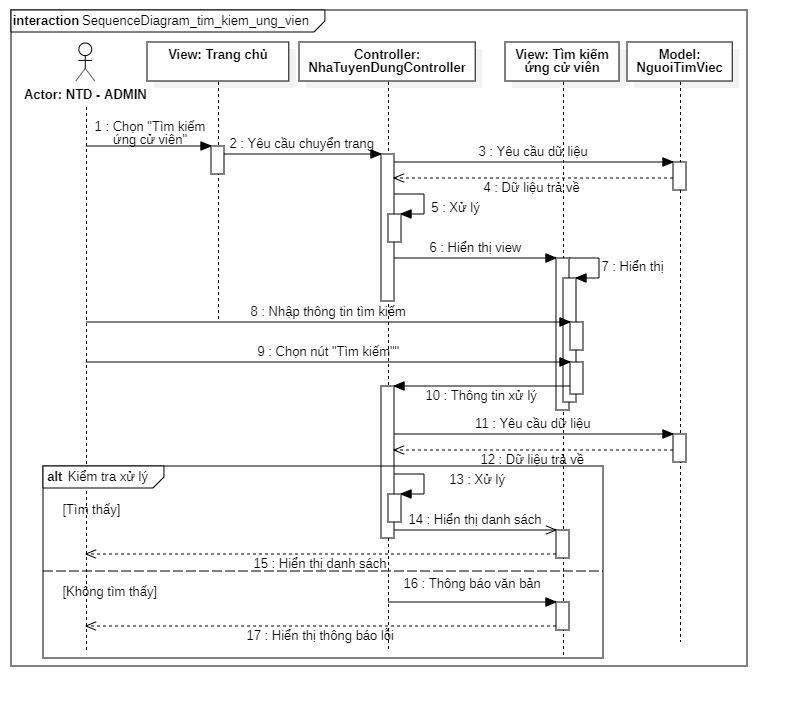 interaction SequenceDiagram_tim_kiem_ung_vien
View: Trang chủ
Controller:
NhaTuyenDungController
View: Tìm kiếm
ứng cử viên
Model:
NguoiTimViec
Actor: NTD - ADMIN
1 : Chọn "Tìm kiếm
ứng cử viên"
2 : Yêu cầu chuyển trang
3 : Yêu cầu dữ liệu
4 : Dữ liệu trả về
5 : Xử lý
6 : Hiển thị view
7 : Hiển thị
8 : Nhập thông tin tìm kiếm
9 : Chọn nút "Tìm kiếm""
10 : Thông tin xử lý
11 : Yêu cầu dữ liệu
12 : Dữ liệu trả về
alt Kiểm tra xử lý
13 : Xử lý
[Tìm thấy]
14 : Hiển thị danh sách
15 : Hiển thị danh sách
16 : Thông báo văn bản
[Không tìm thấy]
17 : Hiển thị thông báo lỗi